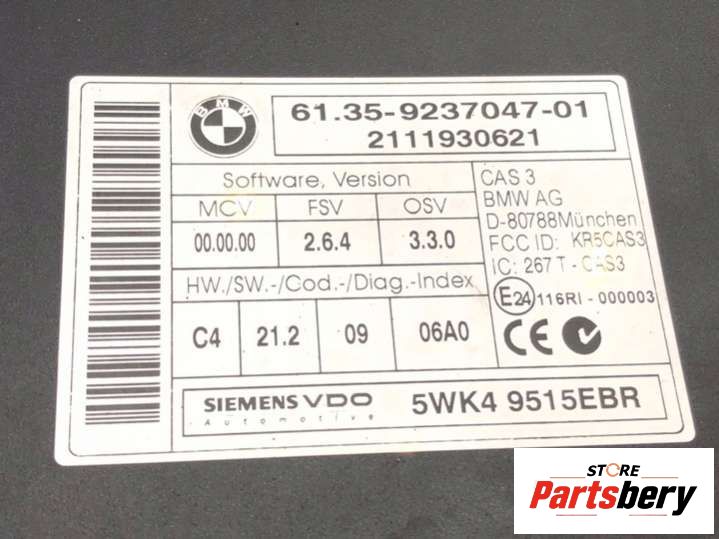 BMW
61.35-9237047-01
2111930621
Software, Version
MCV FSV OSV
00.00.00 2.6.4 3.3.0
HW./SW.-/Cod.-/Diag.-Index
C4 21.2 09 06A0
CAS 3
BMW AG
D-80788München
FCC ID: KR5CAS3
IC: 267 T - CAS3
E24 116RI - 000003
CE
SIEMENS VDO
Automotive
5WK4 9515EBR
STORE
Partsbery